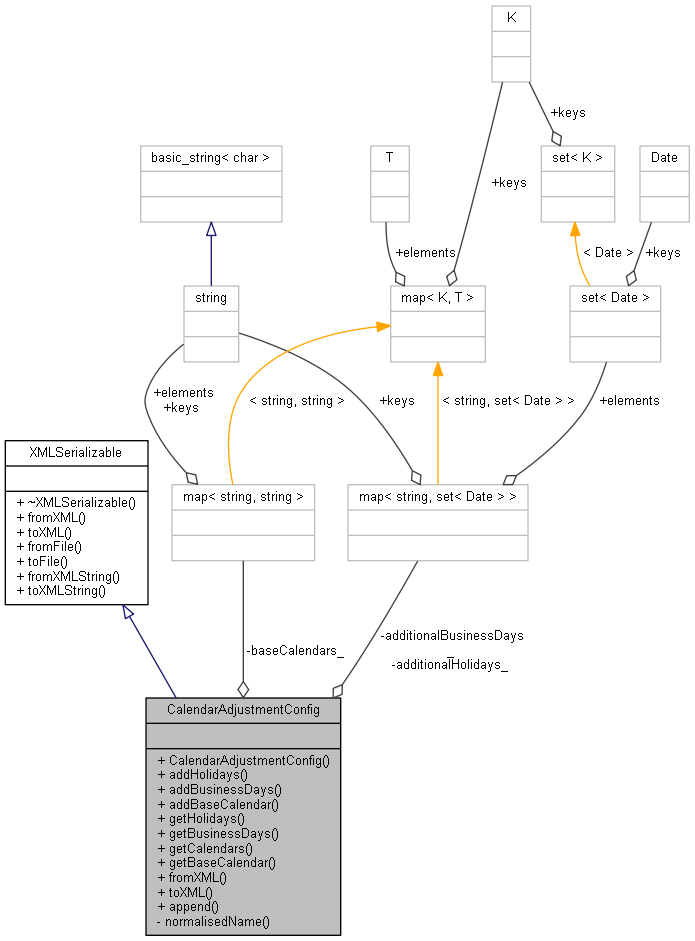 K
+keys
basic_string< char >
T
set< K >
Date
+keys
+elements
< Date >
+keys
string
map< K, T >
set< Date >
+elements
+keys
< string, string >
+keys
< string, set< Date > >
+elements
XMLSerializable
+ ~XMLSerializable()
+ fromXML()
+ toXML()
+ fromFile()
+ toFile()
+ fromXMLString()
+ toXMLString()
map< string, string >
map< string, set< Date > >
-baseCalendars_
-additionalBusinessDays
_
-additionalHolidays_
CalendarAdjustmentConfig
+ CalendarAdjustmentConfig()
+ addHolidays()
+ addBusinessDays()
+ addBaseCalendar()
+ getHolidays()
+ getBusinessDays()
+ getCalendars()
+ getBaseCalendar()
+ fromXML()
+ toXML()
+ append()
- normalisedName()